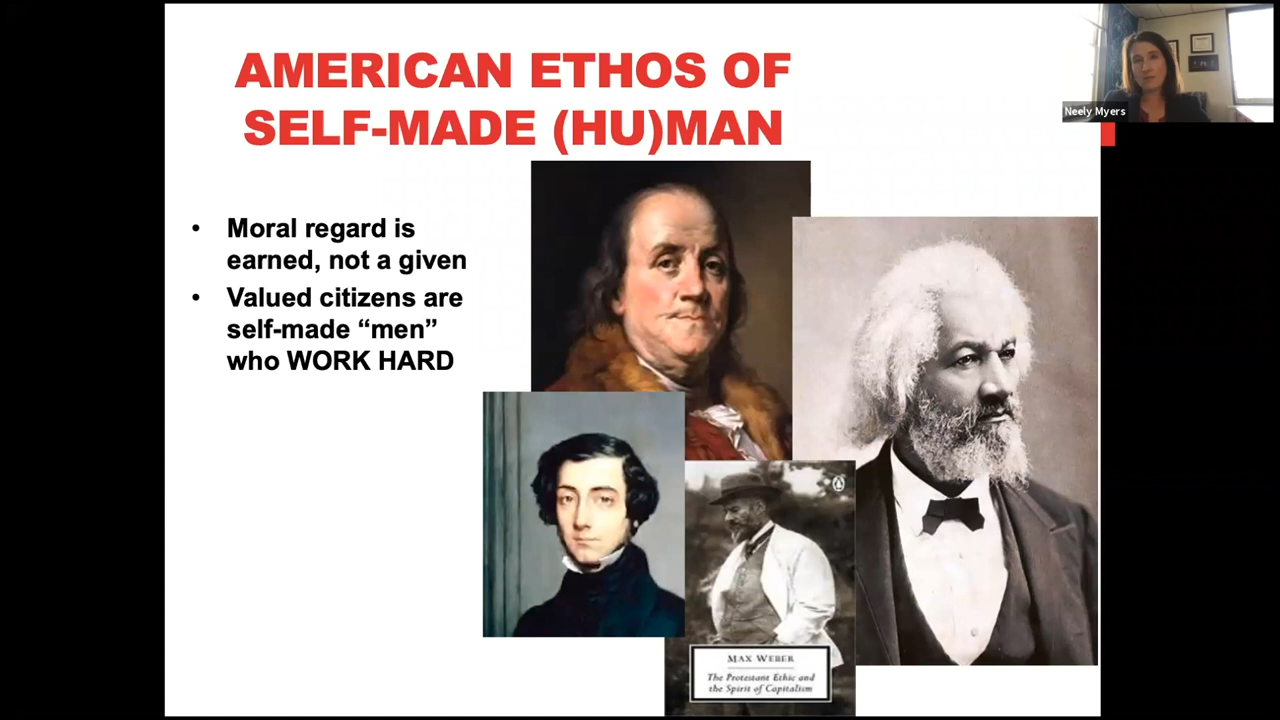 AMERICAN ETHOS OF
SELF-MADE (HU)MAN
Neely Myers
• Moral regard is
earned, not a given
• Valued citizens are
self-made “men”
who WORK HARD
MAX WEBER
The Protestant Ethic and
the Spirit of Capitalism